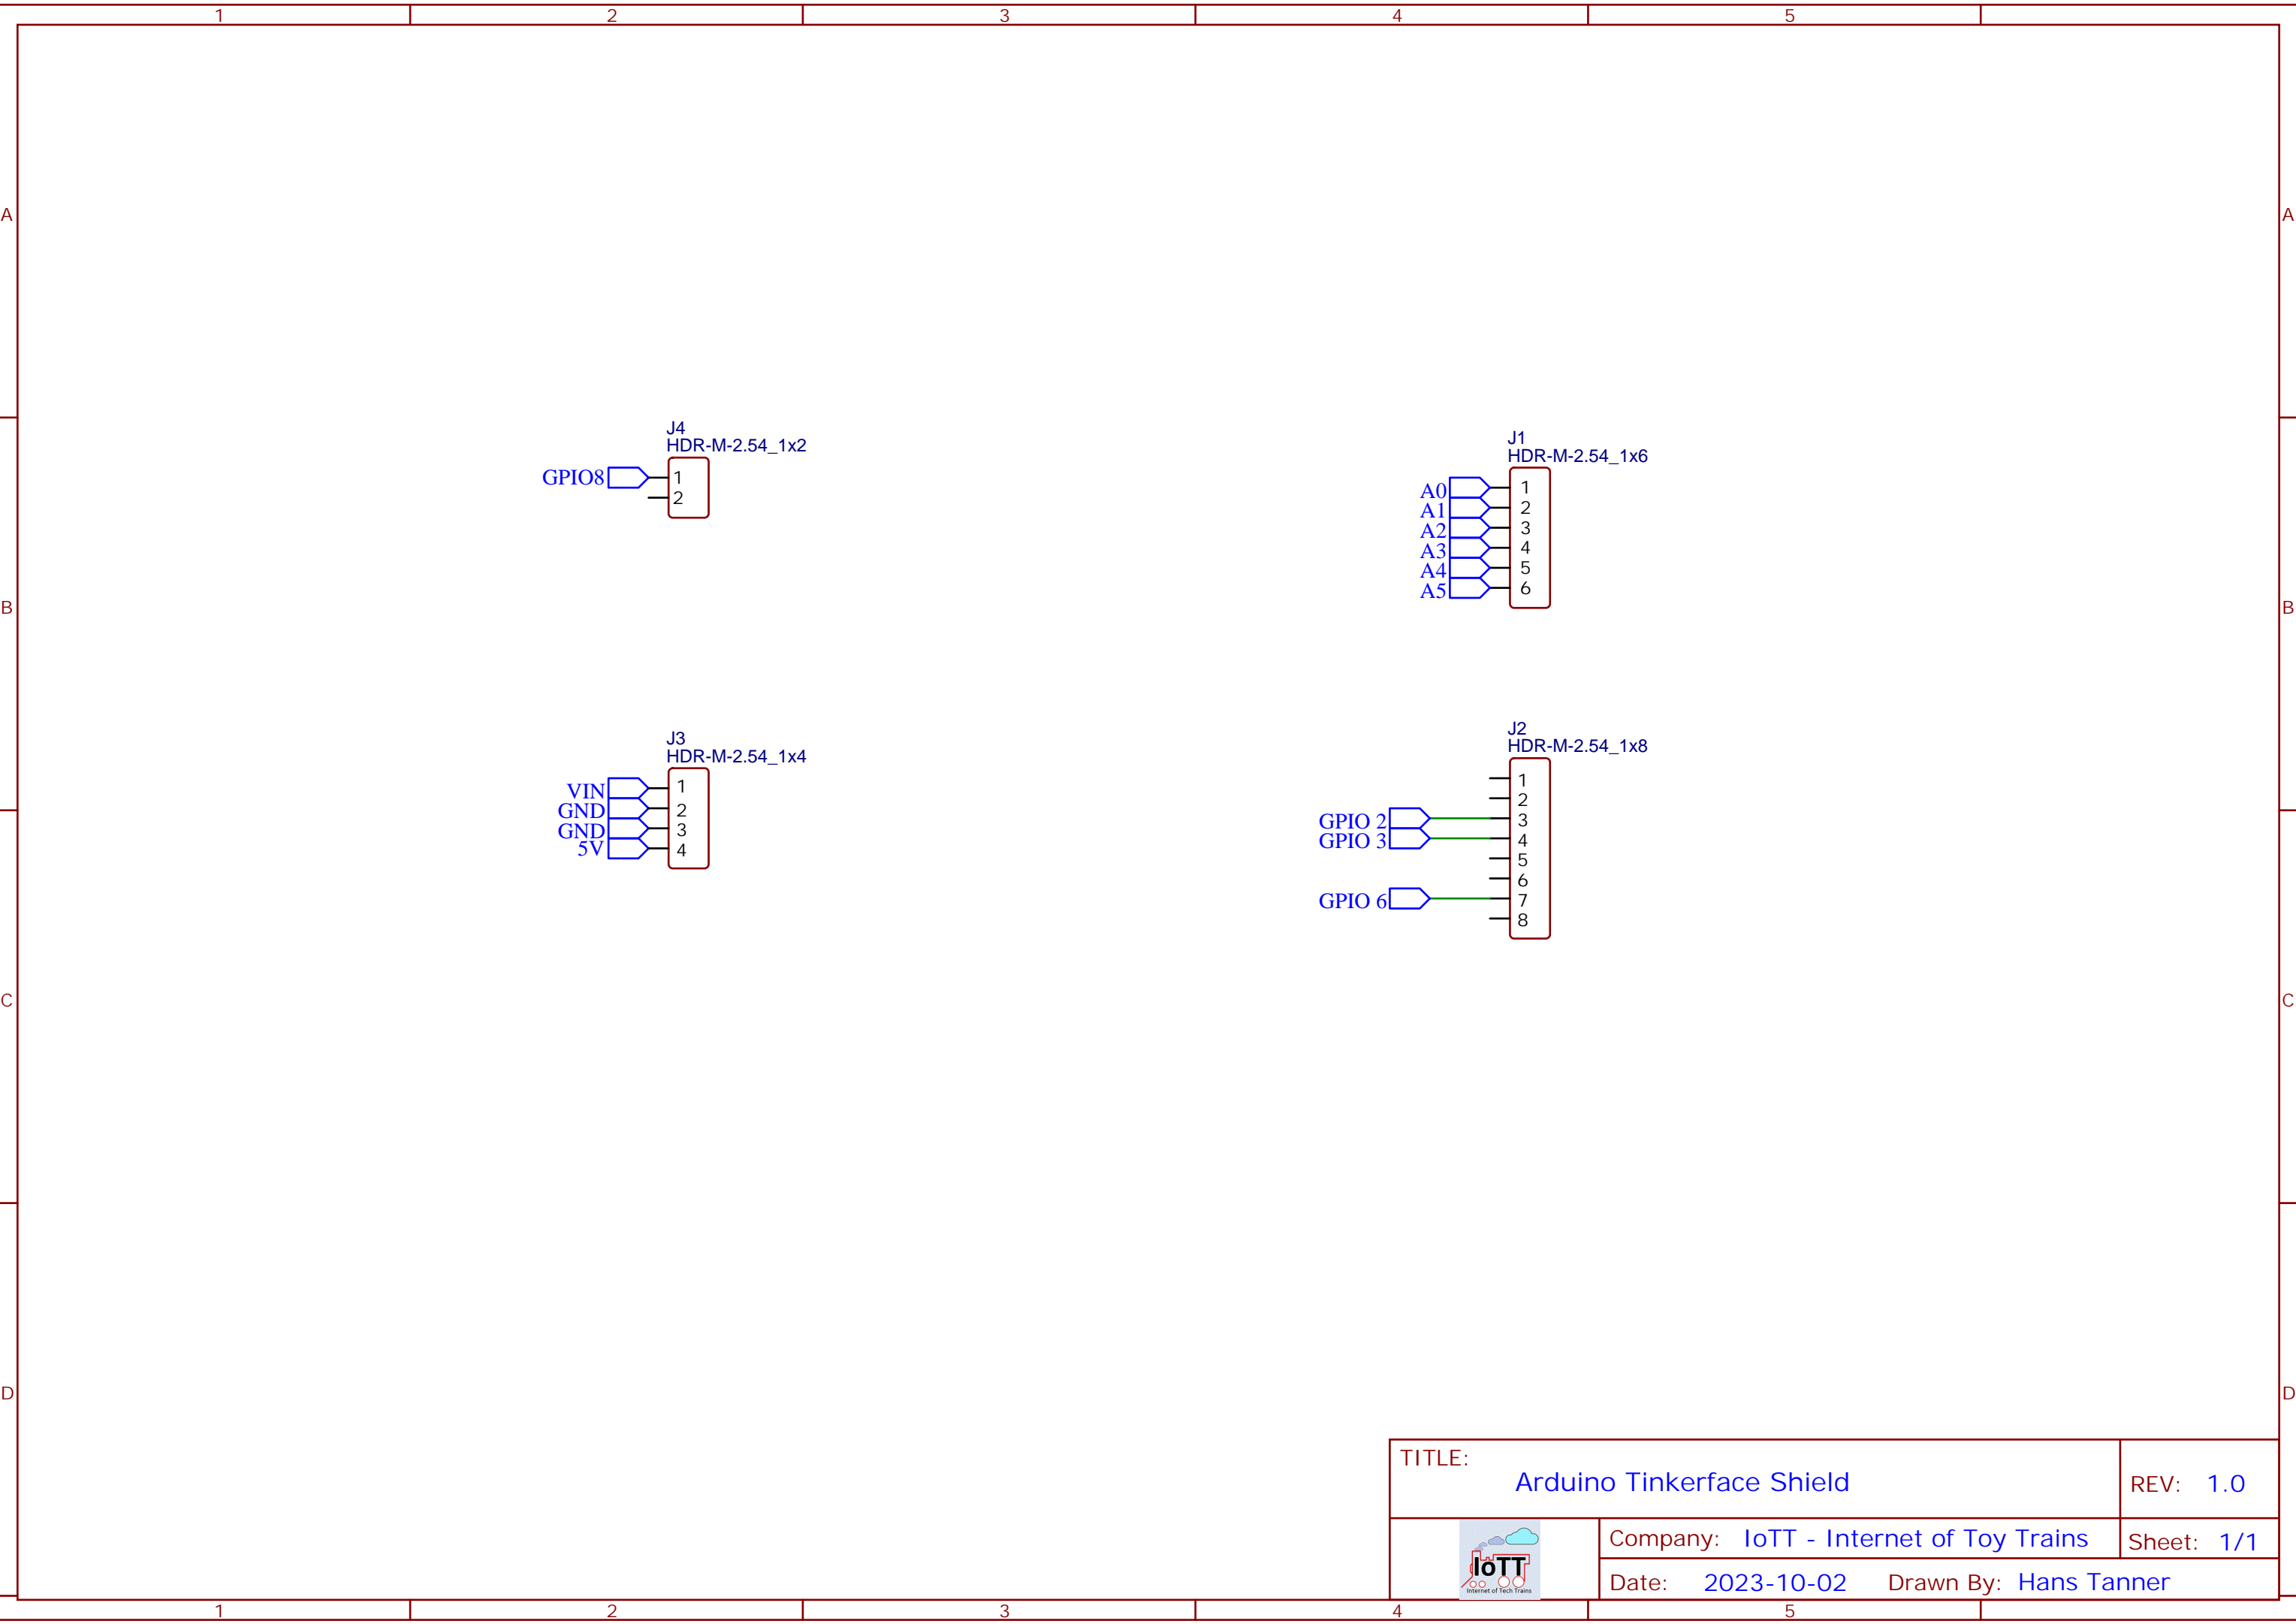 1 2 3 4 5
A A
J4
HDR-M-2.54_1x2
GPIO8 1
2
J1
HDR-M-2.54_1x6
A0 1
A1 2
A2 3
A3 4
A4 5
A5 6
B B
J3
HDR-M-2.54_1x4
VIN 1
GND 2
GND 3
5V 4
J2
HDR-M-2.54_1x8
1
2
GPIO 2 3
GPIO 3 4
5
6
GPIO 6 7
8
C C
D D
TITLE:
Arduino Tinkerface Shield
REV: 1.0
IoTT
Internet of Tech Trains
Company: IoTT - Internet of Toy Trains
Sheet: 1/1
Date: 2023-10-02 Drawn By: Hans Tanner
1 2 3 4 5